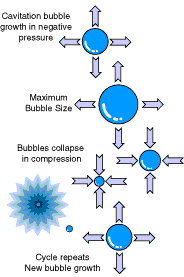 Cavitation bubble
growth in negative
pressure
Maximum
Bubble Size
Bubbles collapse
in compression
Cycle repeats
New bubble growth